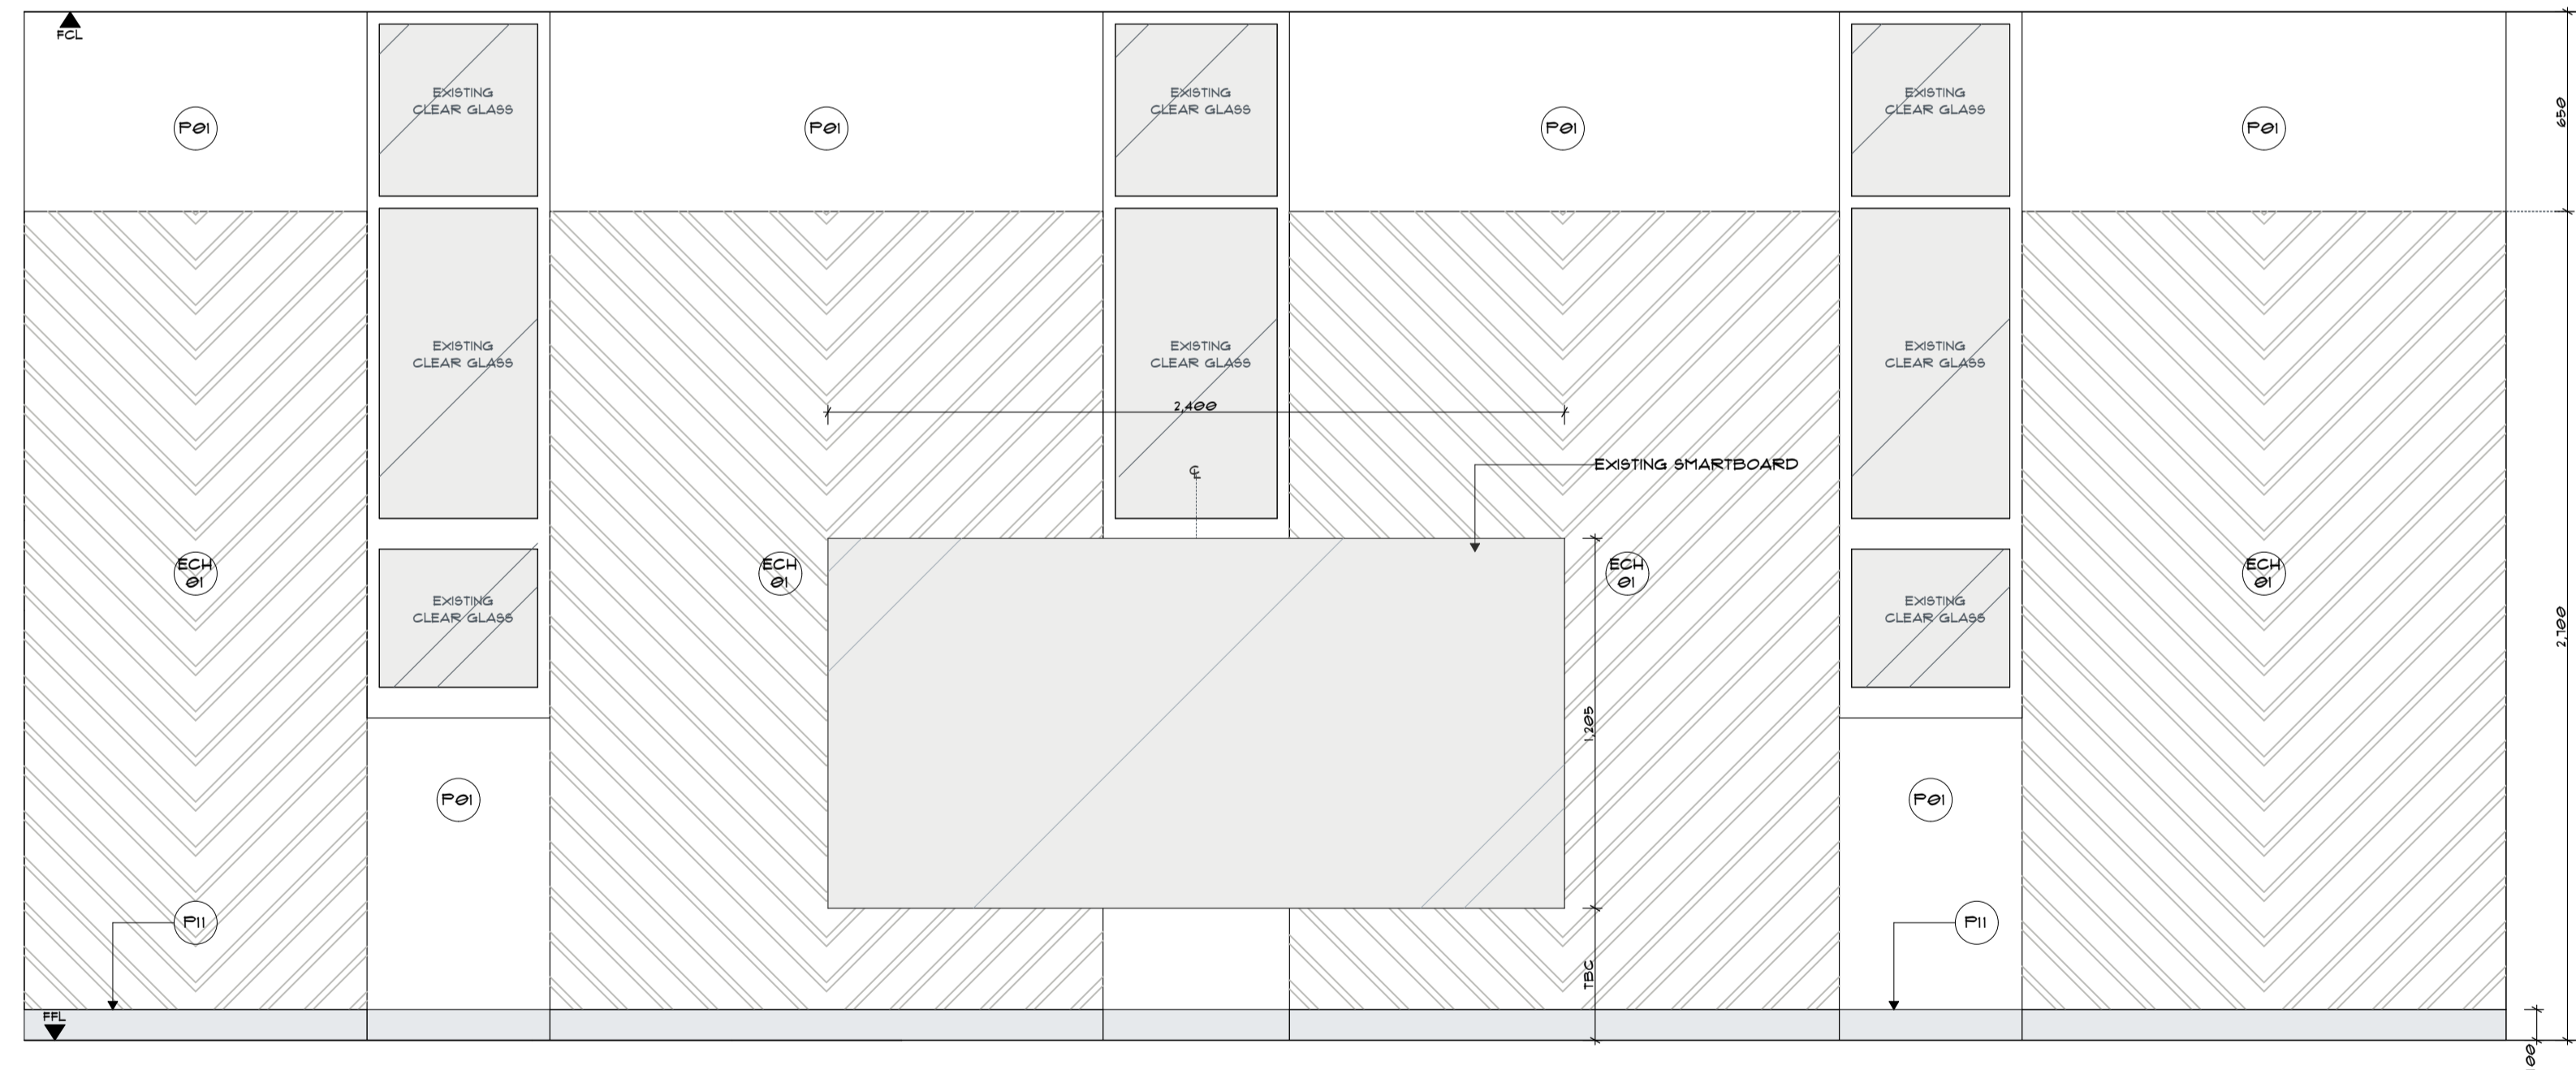 FCL
EXISTING
CLEAR GLASS
EXISTING
CLEAR GLASS
EXISTING
CLEAR GLASS
P01
P01
P01
P01
650
EXISTING
CLEAR GLASS
EXISTING
CLEAR GLASS
EXISTING
CLEAR GLASS
2,400
℄
EXISTING SMARTBOARD
ECH
01
ECH
01
ECH
01
ECH
01
EXISTING
CLEAR GLASS
EXISTING
CLEAR GLASS
2,700
1,205
P01
P01
P11
P11
TBC
FFL
100